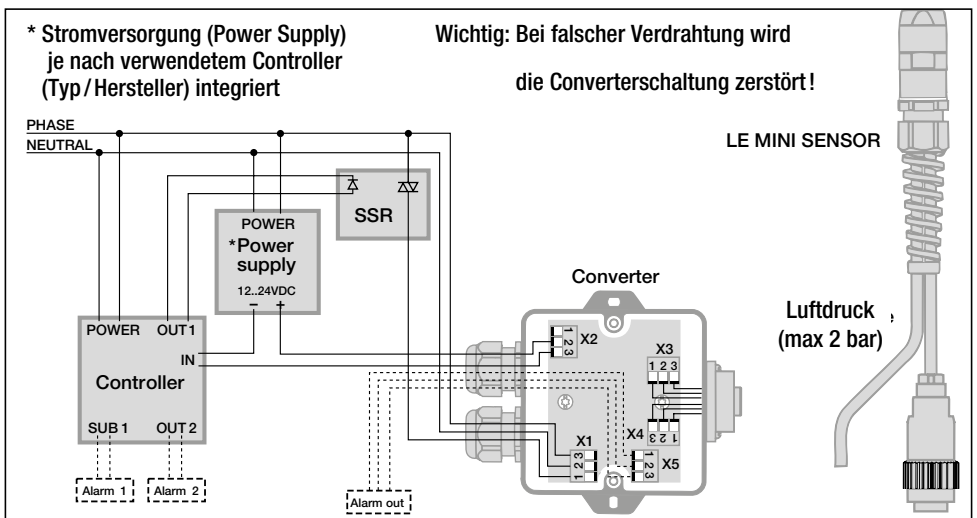 * Stromversorgung (Power Supply)
je nach verwendetem Controller
(Typ/Hersteller) integriert
Wichtig: Bei falscher Verdrahtung wird
die Converterschaltung zerstört!
PHASE
NEUTRAL
LE MINI SENSOR
SSR
POWER
*Power
supply
12..24VDC
– +
Converter
Luftdruck
(max 2 bar)
e
POWER OUT1
IN
Controller
SUB 1 OUT2
Alarm 1
Alarm 2
Alarm out
1
2
3
X2
X3
1 2 3
X4
3 2 1
X1
3
2
1
X5
1
2
3